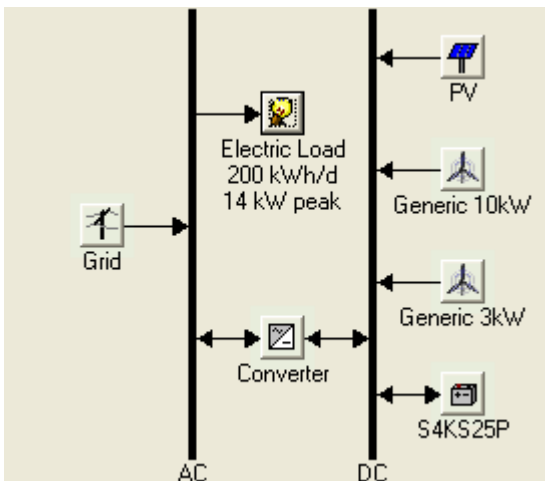 PV
Electric Load
200 kWh/d
14 kW peak
Generic 10kW
Grid
Generic 3kW
Converter
S4KS25P
AC
DC